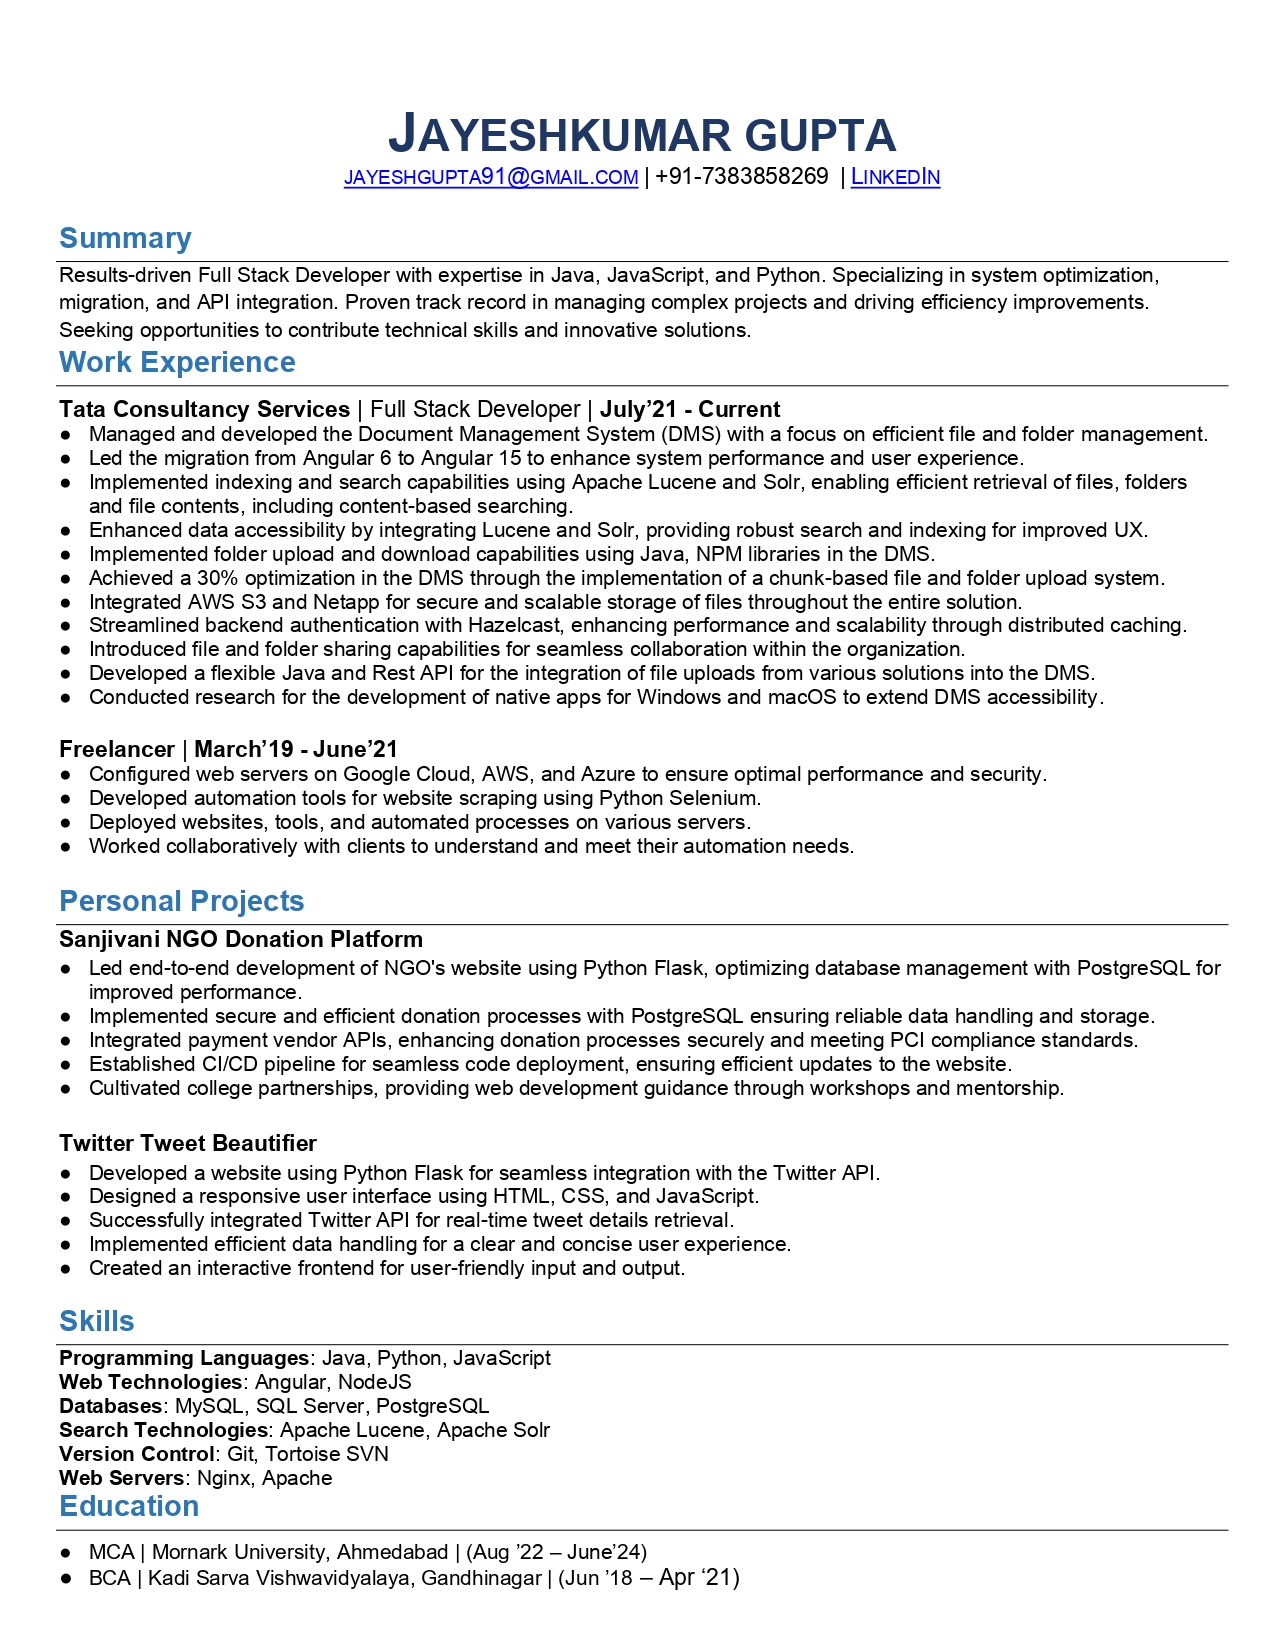 JAYESHKUMAR GUPTA
JAYESHGUPTA91@GMAIL.COM | +91-7383858269 | LINKEDIN
Summary
Results-driven Full Stack Developer with expertise in Java, JavaScript, and Python. Specializing in system optimization,
migration, and API integration. Proven track record in managing complex projects and driving efficiency improvements.
Seeking opportunities to contribute technical skills and innovative solutions.
Work Experience
Tata Consultancy Services | Full Stack Developer | July’21 - Current
● Managed and developed the Document Management System (DMS) with a focus on efficient file and folder management.
● Led the migration from Angular 6 to Angular 15 to enhance system performance and user experience.
● Implemented indexing and search capabilities using Apache Lucene and Solr, enabling efficient retrieval of files, folders
and file contents, including content-based searching.
● Enhanced data accessibility by integrating Lucene and Solr, providing robust search and indexing for improved UX.
● Implemented folder upload and download capabilities using Java, NPM libraries in the DMS.
● Achieved a 30% optimization in the DMS through the implementation of a chunk-based file and folder upload system.
● Integrated AWS S3 and Netapp for secure and scalable storage of files throughout the entire solution.
● Streamlined backend authentication with Hazelcast, enhancing performance and scalability through distributed caching.
● Introduced file and folder sharing capabilities for seamless collaboration within the organization.
● Developed a flexible Java and Rest API for the integration of file uploads from various solutions into the DMS.
● Conducted research for the development of native apps for Windows and macOS to extend DMS accessibility.
Freelancer | March’19 - June’21
● Configured web servers on Google Cloud, AWS, and Azure to ensure optimal performance and security.
● Developed automation tools for website scraping using Python Selenium.
● Deployed websites, tools, and automated processes on various servers.
● Worked collaboratively with clients to understand and meet their automation needs.
Personal Projects
Sanjivani NGO Donation Platform
● Led end-to-end development of NGO's website using Python Flask, optimizing database management with PostgreSQL for
improved performance.
● Implemented secure and efficient donation processes with PostgreSQL ensuring reliable data handling and storage.
● Integrated payment vendor APIs, enhancing donation processes securely and meeting PCI compliance standards.
● Established CI/CD pipeline for seamless code deployment, ensuring efficient updates to the website.
● Cultivated college partnerships, providing web development guidance through workshops and mentorship.
Twitter Tweet Beautifier
● Developed a website using Python Flask for seamless integration with the Twitter API.
● Designed a responsive user interface using HTML, CSS, and JavaScript.
● Successfully integrated Twitter API for real-time tweet details retrieval.
● Implemented efficient data handling for a clear and concise user experience.
● Created an interactive frontend for user-friendly input and output.
Skills
Programming Languages: Java, Python, JavaScript
Web Technologies: Angular, NodeJS
Databases: MySQL, SQL Server, PostgreSQL
Search Technologies: Apache Lucene, Apache Solr
Version Control: Git, Tortoise SVN
Web Servers: Nginx, Apache
Education
● MCA | Mornark University, Ahmedabad | (Aug ’22 – June’24)
● BCA | Kadi Sarva Vishwavidyalaya, Gandhinagar | (Jun ’18 – Apr ‘21)